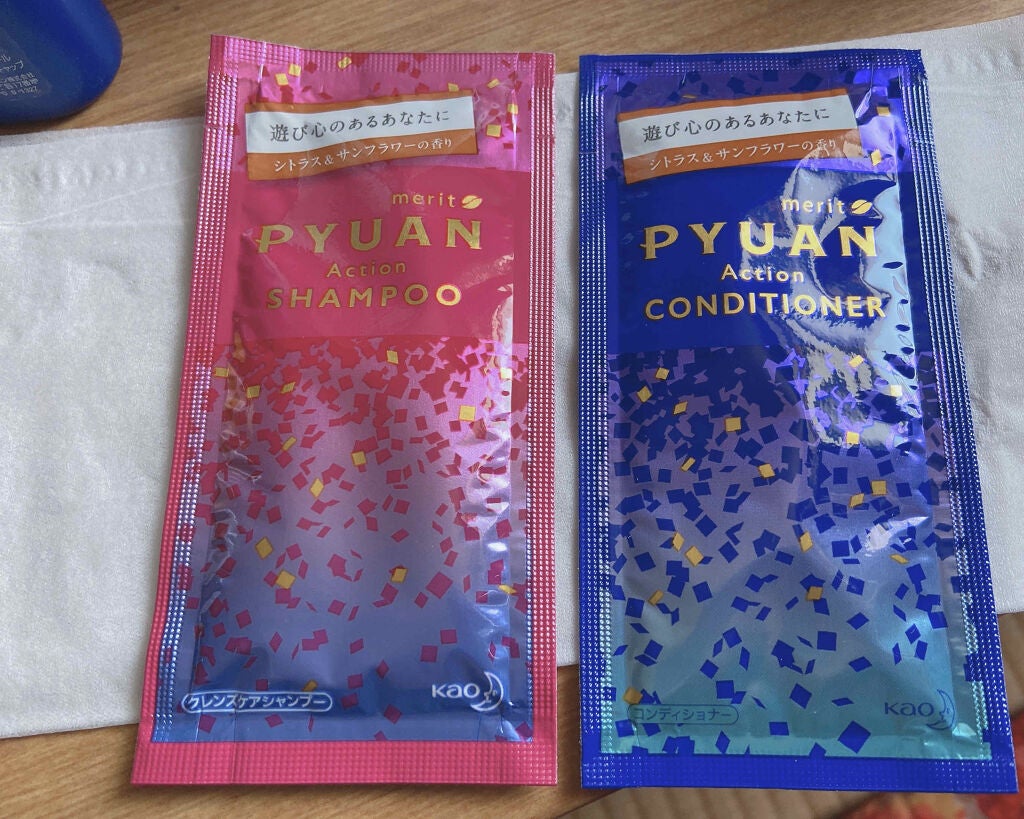 遊び心のあるあなたに
シトラス&サンフラワーの香り
merit
PYUAN
Action
SHAMPOO
クレンズケアシャンプー
Kao
遊び心のあるあなたに
シトラス&サンフラワーの香り
merit
PYUAN
Action
CONDITIONER
コンディショナー
Kao